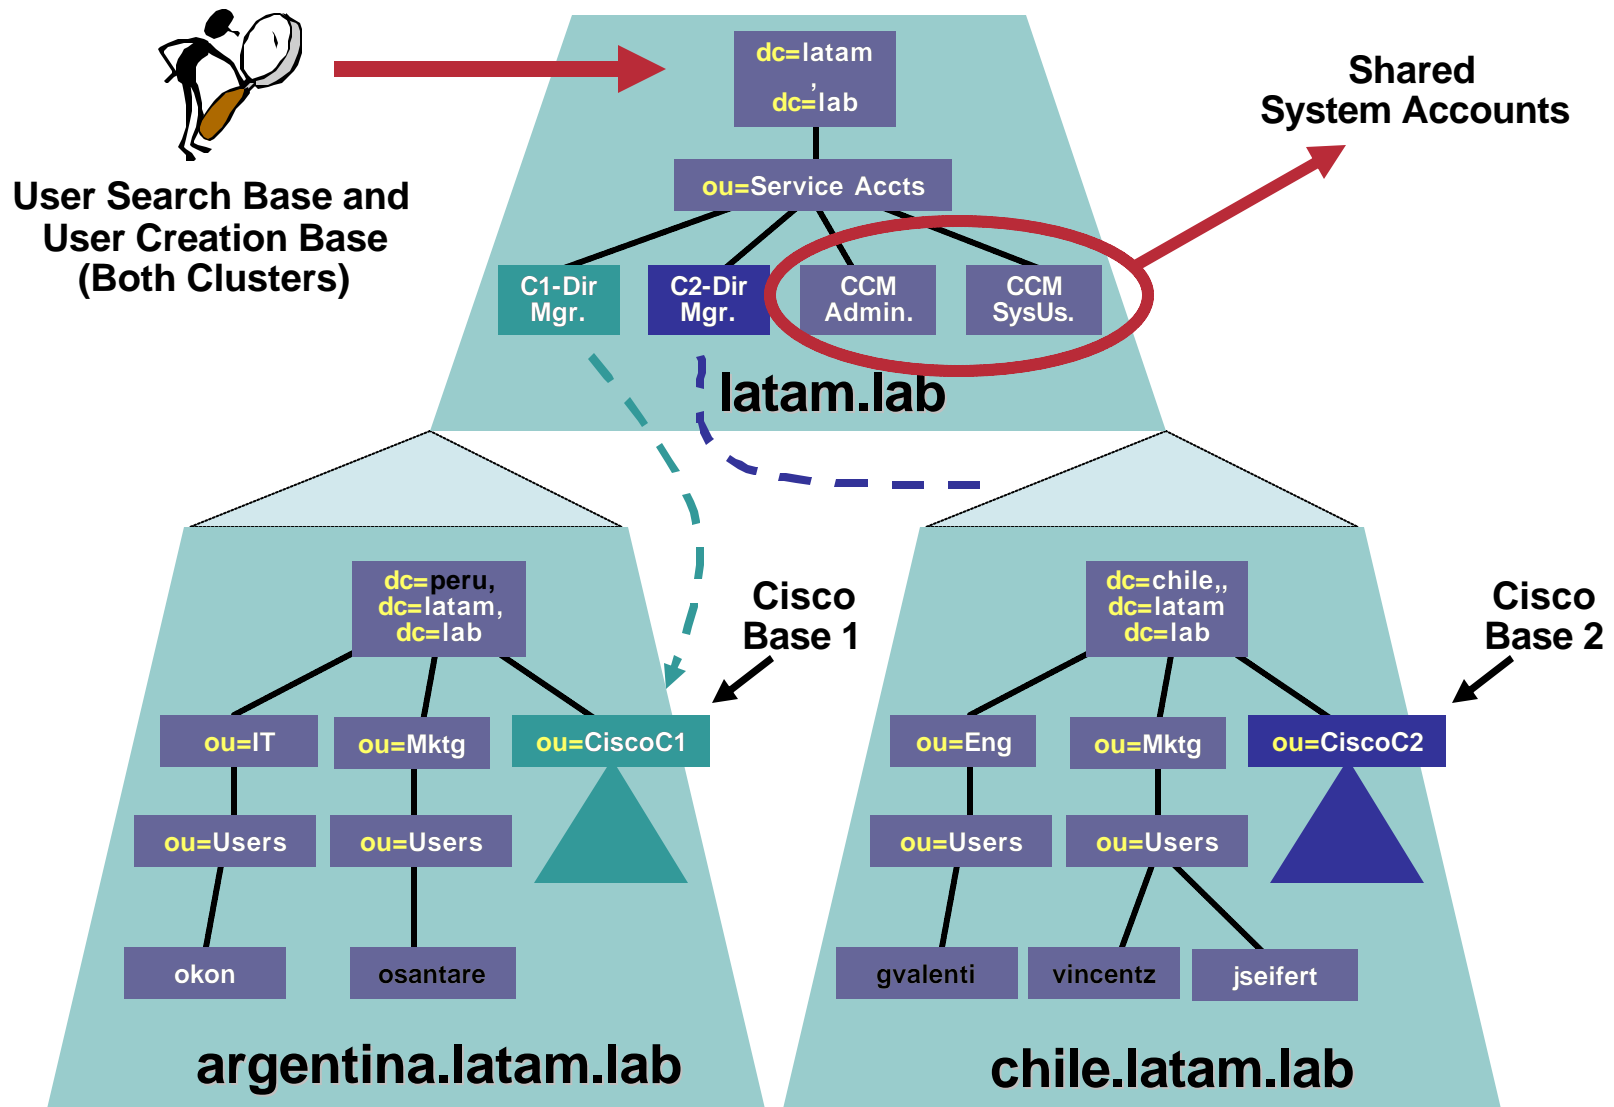 dc=latam
,
dc=lab
Shared
System Accounts
User Search Base and
User Creation Base
(Both Clusters)
ou=Service Accts
C1-Dir
Mgr.
C2-Dir
Mgr.
CCM
Admin.
CCM
SysUs.
latam.lab
dc=peru,
dc=latam,
dc=lab
Cisco
Base 1
dc=chile,,
dc=latam
dc=lab
Cisco
Base 2
ou=IT
ou=Mktg
ou=CiscoC1
ou=Eng
ou=Mktg
ou=CiscoC2
ou=Users
ou=Users
ou=Users
ou=Users
okon
osantare
gvalenti
vincentz
jseifert
argentina.latam.lab
chile.latam.lab